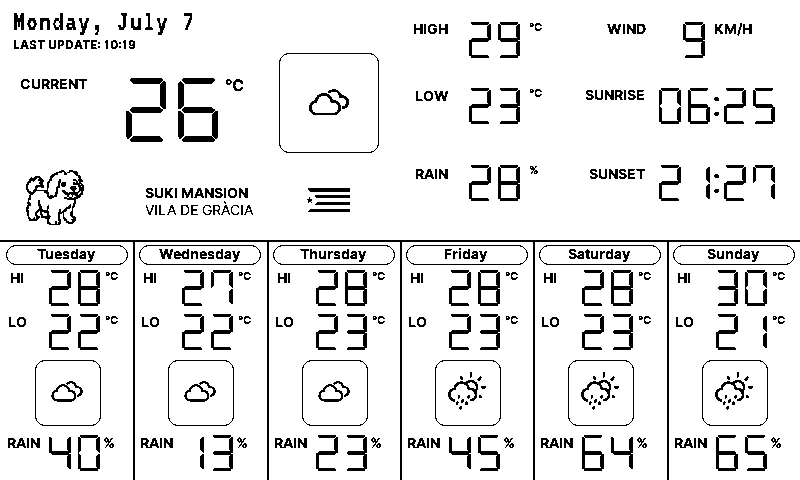 Monday, July 7
LAST UPDATE: 10:19
CURRENT 26 °C
HIGH 29 °C
WIND 9 KM/H
LOW 23 °C
SUNRISE 06:25
RAIN 28 %
SUNSET 21:27
SUKI MANSION
VILA DE GRÀCIA
Tuesday
HI 28 °C
LO 22 °C
RAIN 40 %
Wednesday
HI 27 °C
LO 22 °C
RAIN 13 %
Thursday
HI 28 °C
LO 23 °C
RAIN 23 %
Friday
HI 28 °C
LO 23 °C
RAIN 45 %
Saturday
HI 28 °C
LO 23 °C
RAIN 64 %
Sunday
HI 30 °C
LO 21 °C
RAIN 65 %